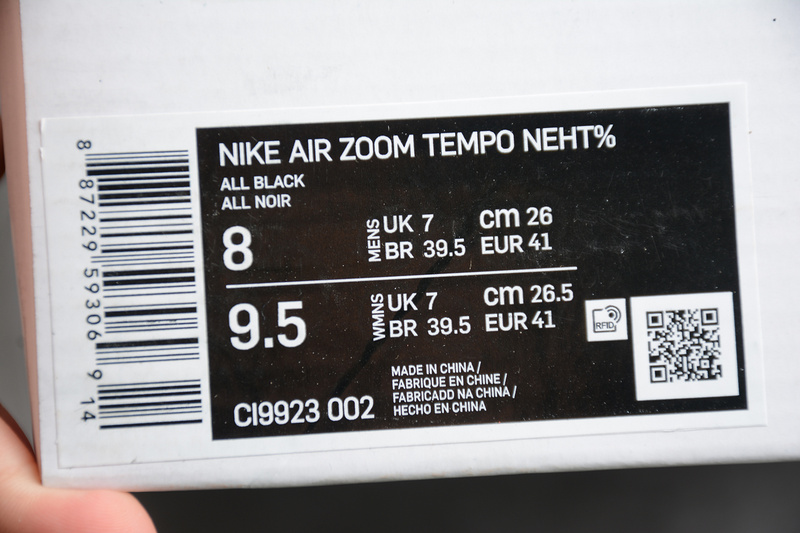 NIKE AIR ZOOM TEMPO NEHT%
ALL BLACK
ALL NOIR
8
MENS
UK 7 cm 26
BR 39.5 EUR 41
9.5
WMNS
UK 7 cm 26.5
BR 39.5 EUR 41
RFID
CI9923 002
MADE IN CHINA /
FABRIQUE EN CHINE /
FABRICADD NA CHINA /
HECHO EN CHINA
8 87229 59306 9 14